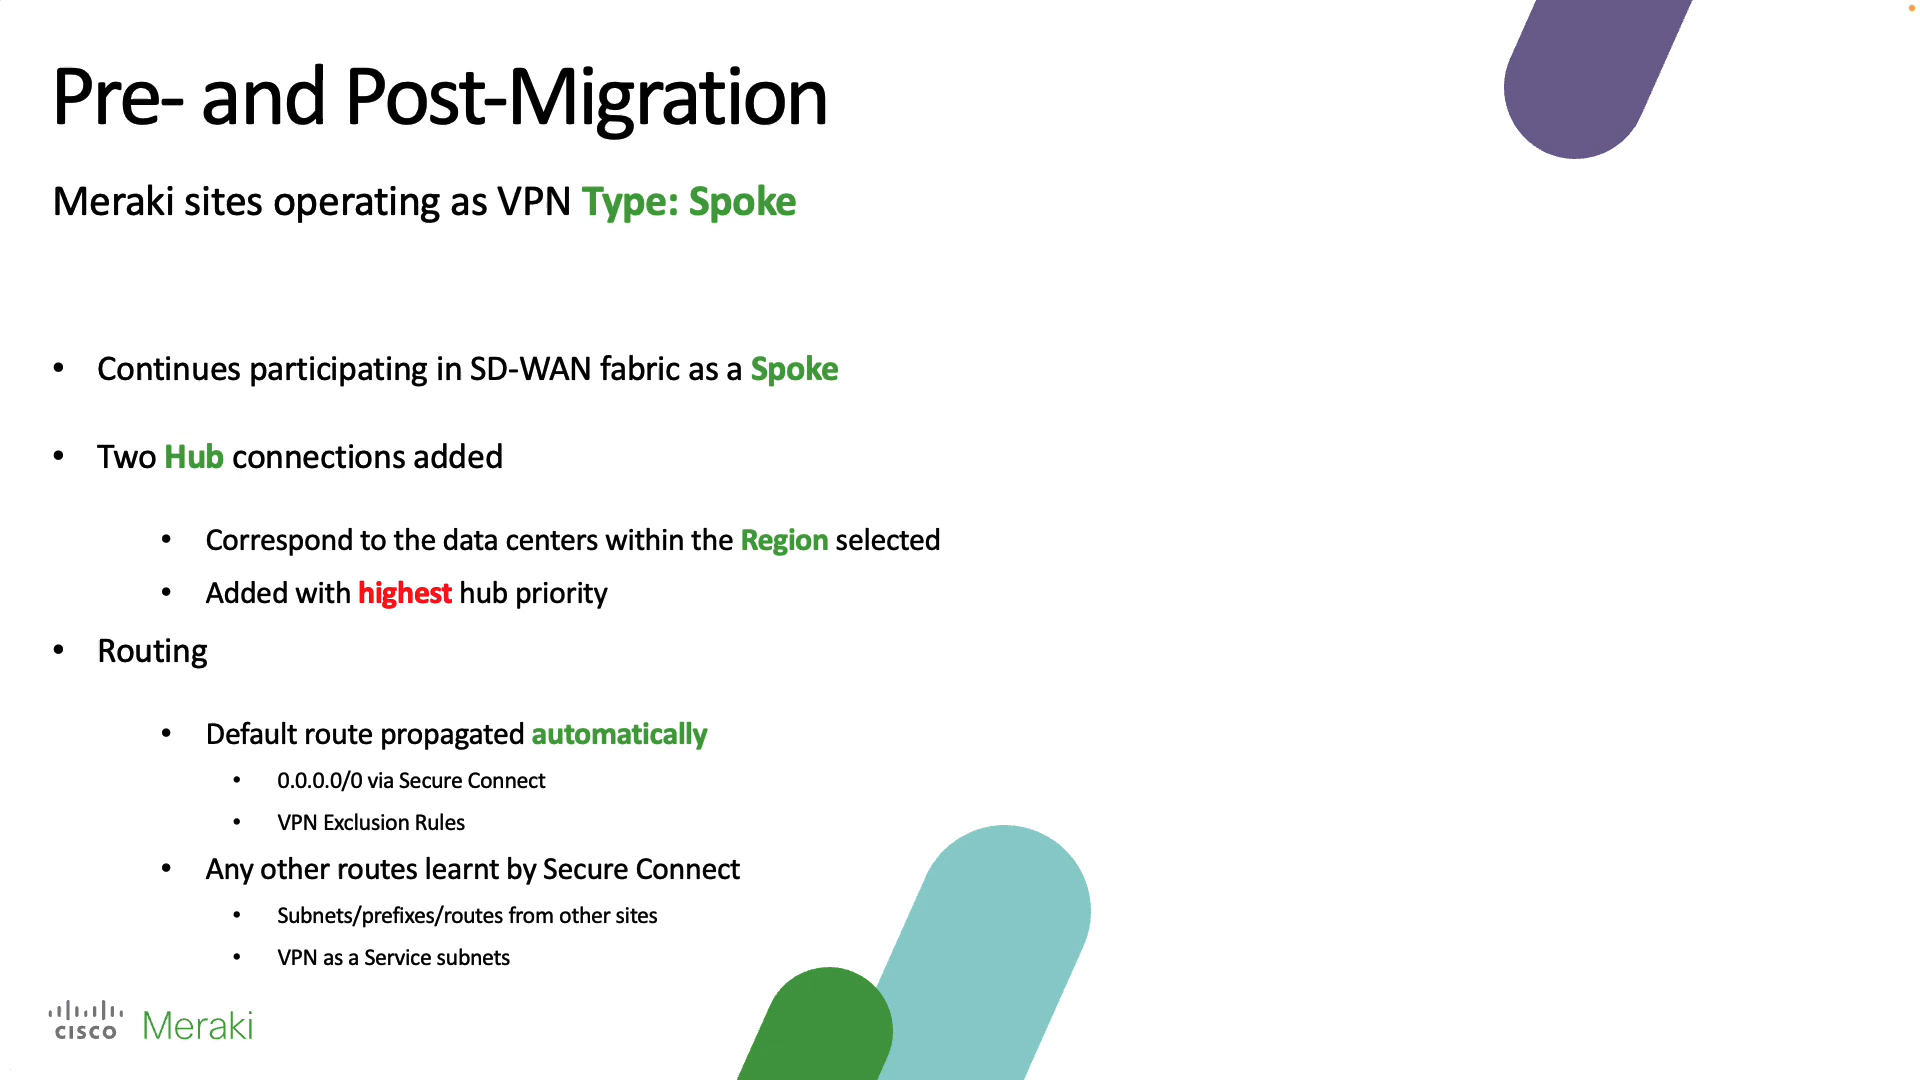 Pre- and Post-Migration
Meraki sites operating as VPN Type: Spoke
• Continues participating in SD-WAN fabric as a Spoke
• Two Hub connections added
• Correspond to the data centers within the Region selected
• Added with highest hub priority
• Routing
• Default route propagated automatically
• 0.0.0.0/0 via Secure Connect
• VPN Exclusion Rules
• Any other routes learnt by Secure Connect
• Subnets/prefixes/routes from other sites
• VPN as a Service subnets
cisco Meraki